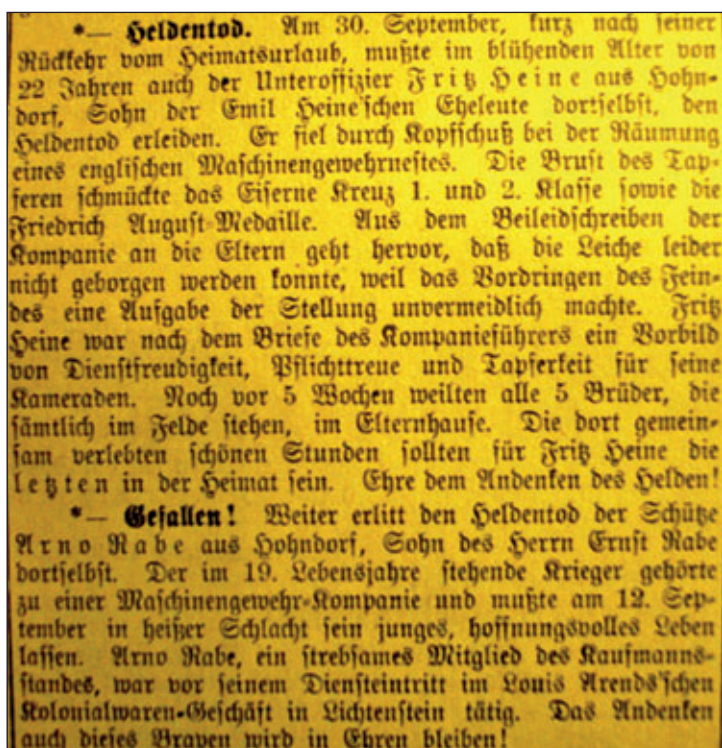 *— Heldentod. Am 30. September, kurz nach seiner
Rückkehr vom Heimatsurlaub, mußte im blühenden Alter von
22 Jahren auch der Unteroffizier Fritz Heine aus Hohn-
dorf, Sohn der Emil Heine'schen Eheleute dortselbst, den
Heldentod erleiden. Er fiel durch Kopfschuß bei der Räumung
eines englischen Maschinengewehrnestes. Die Brust des Tap-
feren schmückte das Eiserne Kreuz 1. und 2. Klasse sowie die
Friedrich August-Medaille. Aus dem Beileidschreiben der
Kompanie an die Eltern geht hervor, daß die Leiche leider
nicht geborgen werden konnte, weil das Vordringen des Fein-
des eine Aufgabe der Stellung unvermeidlich machte. Fritz
Heine war nach dem Briefe des Kompanieführers ein Vorbild
von Dienstfreudigkeit, Pflichttreue und Tapferkeit für seine
Kameraden. Noch vor 5 Wochen weilten alle 5 Brüder, die
sämtlich im Felde stehen, im Elternhause. Die dort gemein-
sam verlebten schönen Stunden sollten für Fritz Heine die
letzten in der Heimat sein. Ehre dem Andenken des Helden!
*— Gefallen! Weiter erlitt den Heldentod der Schütze
Arno Rabe aus Hohndorf, Sohn des Herrn Ernst Rabe
dortselbst. Der im 19. Lebensjahre stehende Krieger gehörte
zu einer Maschinengewehr-Kompanie und mußte am 12. Sep-
tember in heißer Schlacht sein junges, hoffnungsvolles Leben
lassen. Arno Rabe, ein strebsames Mitglied des Kaufmanns-
standes, war vor seinem Diensteintritt im Louis Arends'schen
Kolonialwaren-Geschäft in Lichtenstein tätig. Das Andenken
auch dieses Braven wird in Ehren bleiben!